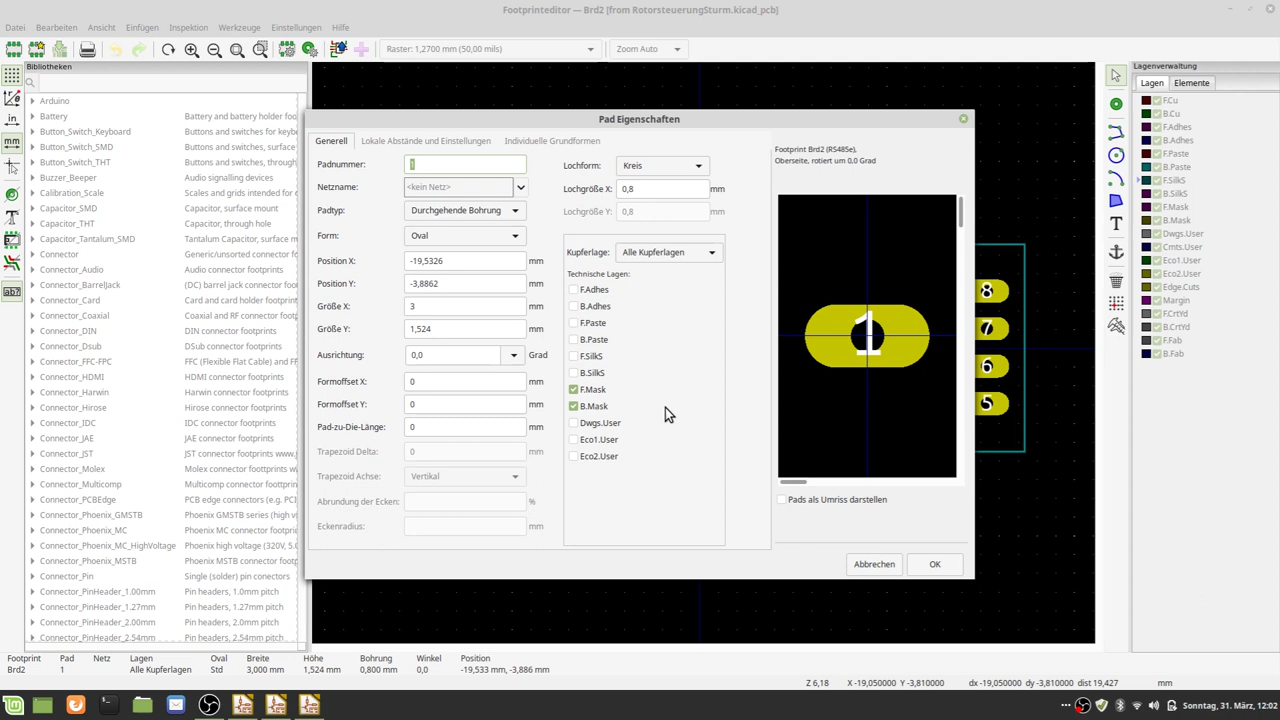 Footprinteditor — Brd2 [from RotorsteuerungSturm.kicad_pcb]
Datei Bearbeiten Ansicht Einfügen Inspektion Werkzeuge Einstellungen Hilfe
Raster: 1,2700 mm (50,00 mils) Zoom Auto
Bibliotheken
Arduino
Battery Battery and battery holder foo
Button_Switch_Keyboard Buttons and switches for keybo
Button_Switch_SMD Buttons and switches, surface
Button_Switch_THT Buttons and switches, through
Buzzer_Beeper Audio signalling devices
Calibration_Scale Scales and grids intended for
Capacitor_SMD Capacitor, surface mount
Capacitor_THT Capacitor, through hole
Capacitor_Tantalum_SMD Tantalum Capacitor, surface m
Connector Generic/unsorted connector fo
Connector_Audio Audio connector footprints
Connector_BarrelJack (DC) barrel jack connector foot
Connector_Card Card and card holder footprint
Connector_Coaxial Coaxial and RF connector footp
Connector_DIN DIN connector footprints
Connector_Dsub Dsub connector footprints
Connector_FFC-FPC FPC (Flexible Flat Cable) and F
Connector_HDMI HDMI connector footprints
Connector_Harwin Harwin connector footprints
Connector_Hirose Hirose connector footprints
Connector_IDC IDC connector footprints
Connector_JAE JAE connector footprints
Connector_JST JST connector footprints
Connector_Molex Molex connector footprints
Connector_Multicomp Multicomp connector footprints
Connector_PCBEdge PCB edge connectors (e.g. PCI
Connector_Phoenix_GMSTB Phoenix GMSTB series (high v
Connector_Phoenix_MC Phoenix MC connector footprin
Connector_Phoenix_MC_HighVoltage Phoenix high voltage (320V, 5.0
Connector_Phoenix_MSTB Phoenix MSTB connector footp
Connector_Pin Single (solder) pin conectors
Connector_PinHeader_1.00mm Pin headers, 1.0mm pitch
Connector_PinHeader_1.27mm Pin headers, 1.27mm pitch
Connector_PinHeader_2.00mm Pin headers, 2.0mm pitch
Connector_PinHeader_2.54mm Pin headers, 2.54mm pitch
Pad Eigenschaften
Generell Lokale Abstände und Einstellungen Individuelle Grundformen
Padnummer: 1
Netzname: <kein Netz>
Padtyp: Durchgehende Bohrung
Form: Oval
Position X: -19,5326 mm
Position Y: -3,8862 mm
Größe X: 3 mm
Größe Y: 1,524 mm
Ausrichtung: 0,0 Grad
Formoffset X: 0 mm
Formoffset Y: 0 mm
Pad-zu-Die-Länge: 0 mm
Trapezoid Delta: 0 mm
Trapezoid Achse: Vertikal
Abrundung der Ecken: %
Eckenradius: mm
Lochform: Kreis
Lochgröße X: 0,8 mm
Lochgröße Y: 0,8 mm
Kupferlage: Alle Kupferlagen
Technische Lagen:
F.Adhes
B.Adhes
F.Paste
B.Paste
F.SilkS
B.SilkS
F.Mask
B.Mask
Dwgs.User
Eco1.User
Eco2.User
Footprint Brd2 (RS485e),
Oberseite, rotiert um 0,0 Grad
1
Pads als Umriss darstellen
Abbrechen OK
8
7
6
5
Lagenverwaltung
Lagen Elemente
F.Cu
B.Cu
F.Adhes
B.Adhes
F.Paste
B.Paste
F.SilkS
B.SilkS
F.Mask
B.Mask
Dwgs.User
Cmts.User
Eco1.User
Eco2.User
Edge.Cuts
Margin
F.CrtYd
B.CrtYd
F.Fab
B.Fab
Footprint Pad Netz Lagen Oval Breite Höhe Bohrung Winkel Position
Brd2 1 Alle Kupferlagen Std 3,000 mm 1,524 mm 0,800 mm 0,0 -19,533 mm, -3,886 mm
Z 6,18 X -19,050000 Y -3,810000 dx -19,050000 dy -3,810000 dist 19,427 mm
Sonntag, 31. März, 12:02